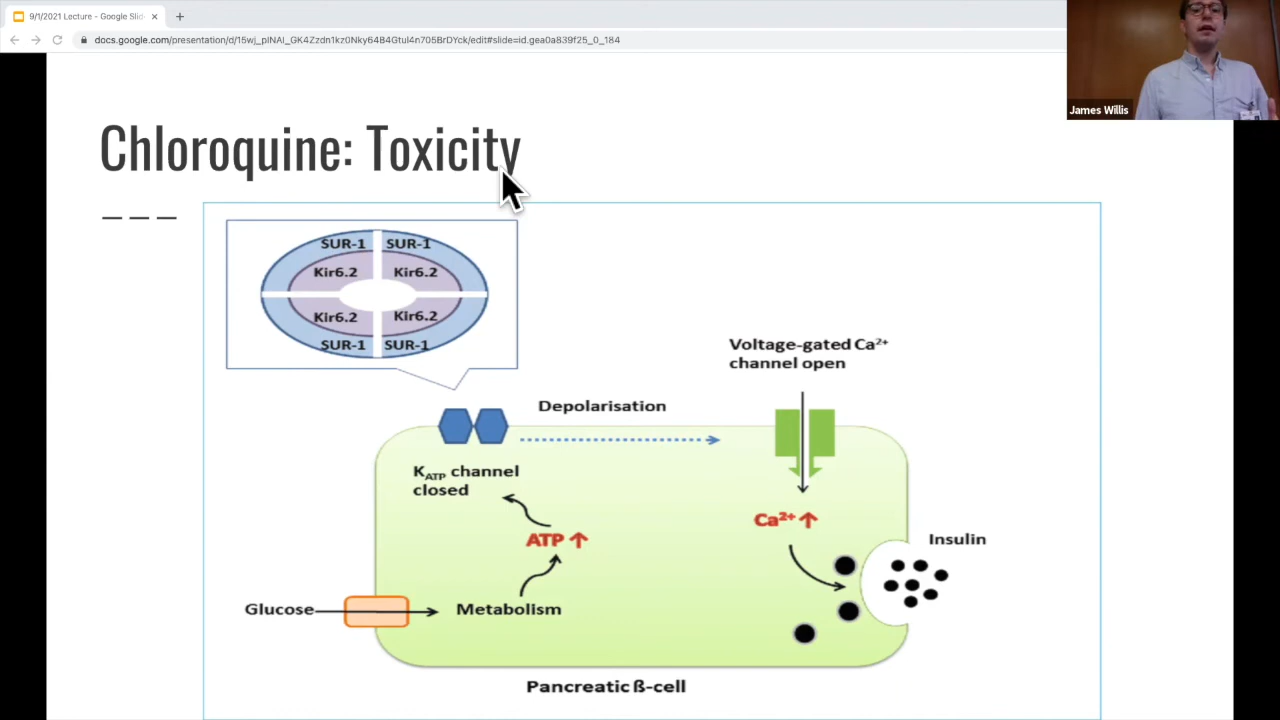 9/1/2021 Lecture - Google Slid
docs.google.com/presentation/d/15wj_pINAI_GK4Zzdn1kz0Nky64B4Gtul4n705BrDYck/edit#slide=id.gea0a839f25_0_184
James Willis
Chloroquine: Toxicity
SUR-1 SUR-1
Kir6.2 Kir6.2
Kir6.2 Kir6.2
SUR-1 SUR-1
Voltage-gated Ca²⁺
channel open
Depolarisation
K_ATP channel
closed
ATP ↑
Ca²⁺ ↑
Insulin
Glucose
Metabolism
Pancreatic ß-cell